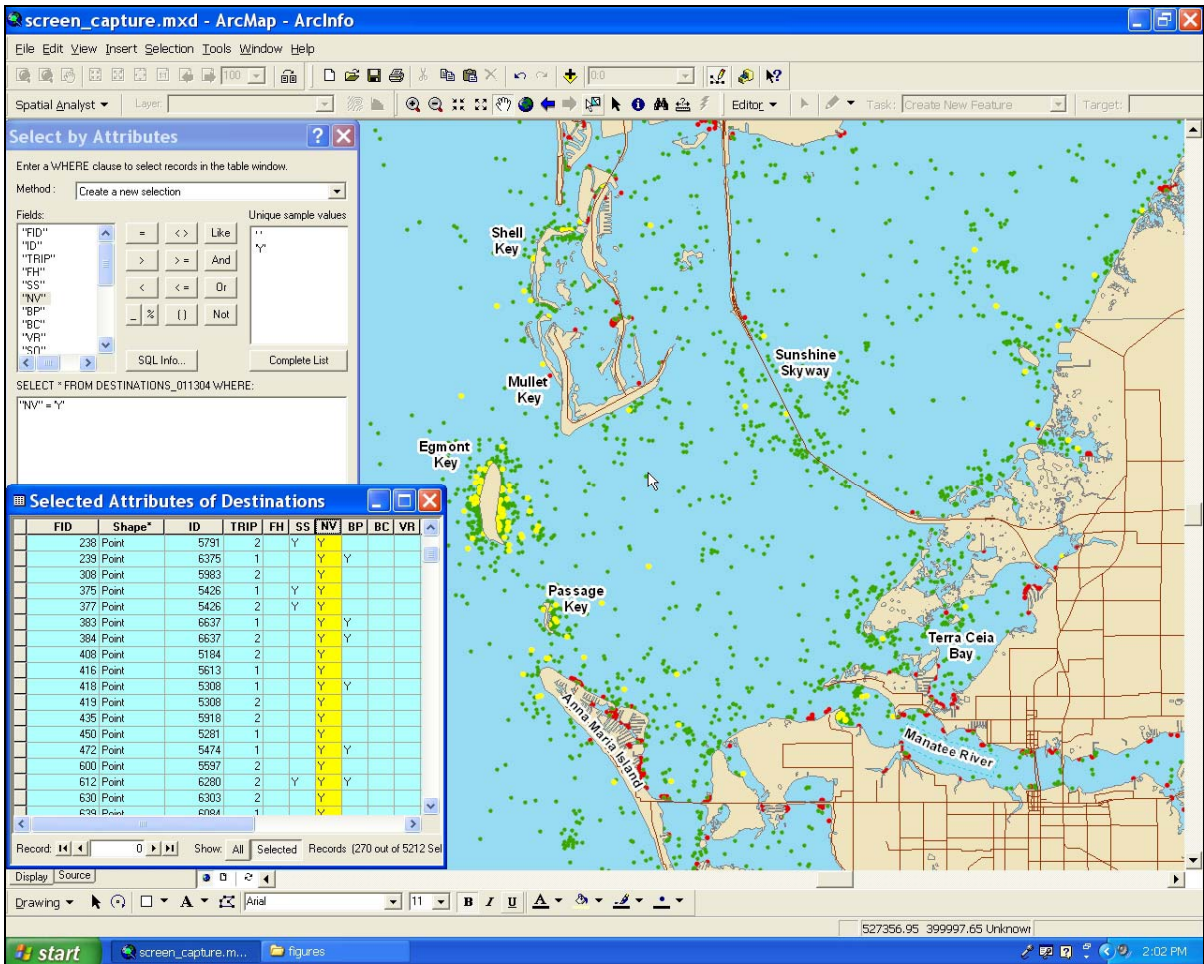 screen_capture.mxd - ArcMap - ArcInfo
File Edit View Insert Selection Tools Window Help
100
0:0
Spatial Analyst
Layer:
Editor
Task: Create New Feature
Target:
Select by Attributes
Enter a WHERE clause to select records in the table window.
Method : Create a new selection
Fields:
Unique sample values
"FID"
"ID"
"TRIP"
"FH"
"SS"
"NV"
"BP"
"BC"
"VR"
"SO"
= <> Like
> >= And
< <= Or
_ % () Not
' '
'Y'
SQL Info...
Complete List
SELECT * FROM DESTINATIONS_011304 WHERE:
"NV" = 'Y'
Selected Attributes of Destinations
FID Shape* ID TRIP FH SS NV BP BC VR
238 Point 5791 2 Y Y
239 Point 6375 1 Y Y
308 Point 5983 2 Y
375 Point 5426 1 Y Y
377 Point 5426 2 Y Y
383 Point 6637 1 Y Y
384 Point 6637 2 Y Y
408 Point 5184 2 Y
416 Point 5613 1 Y
418 Point 5308 1 Y Y
419 Point 5308 2 Y
435 Point 5918 2 Y
450 Point 5281 1 Y
472 Point 5474 1 Y Y
600 Point 5597 2 Y
612 Point 6280 2 Y Y Y
630 Point 6303 2 Y
639 Point 6084 1 Y
Record: 0 Show: All Selected Records (270 out of 5212 Sel
Shell
Key
Mullet
Key
Egmont
Key
Passage
Key
Sunshine
Skyway
Terra Ceia
Bay
Anna Maria Island
Manatee River
Display Source
Drawing A Arial 11 B I U A
527356.95 399997.65 Unknown
start
screen_capture.m...
figures
2:02 PM